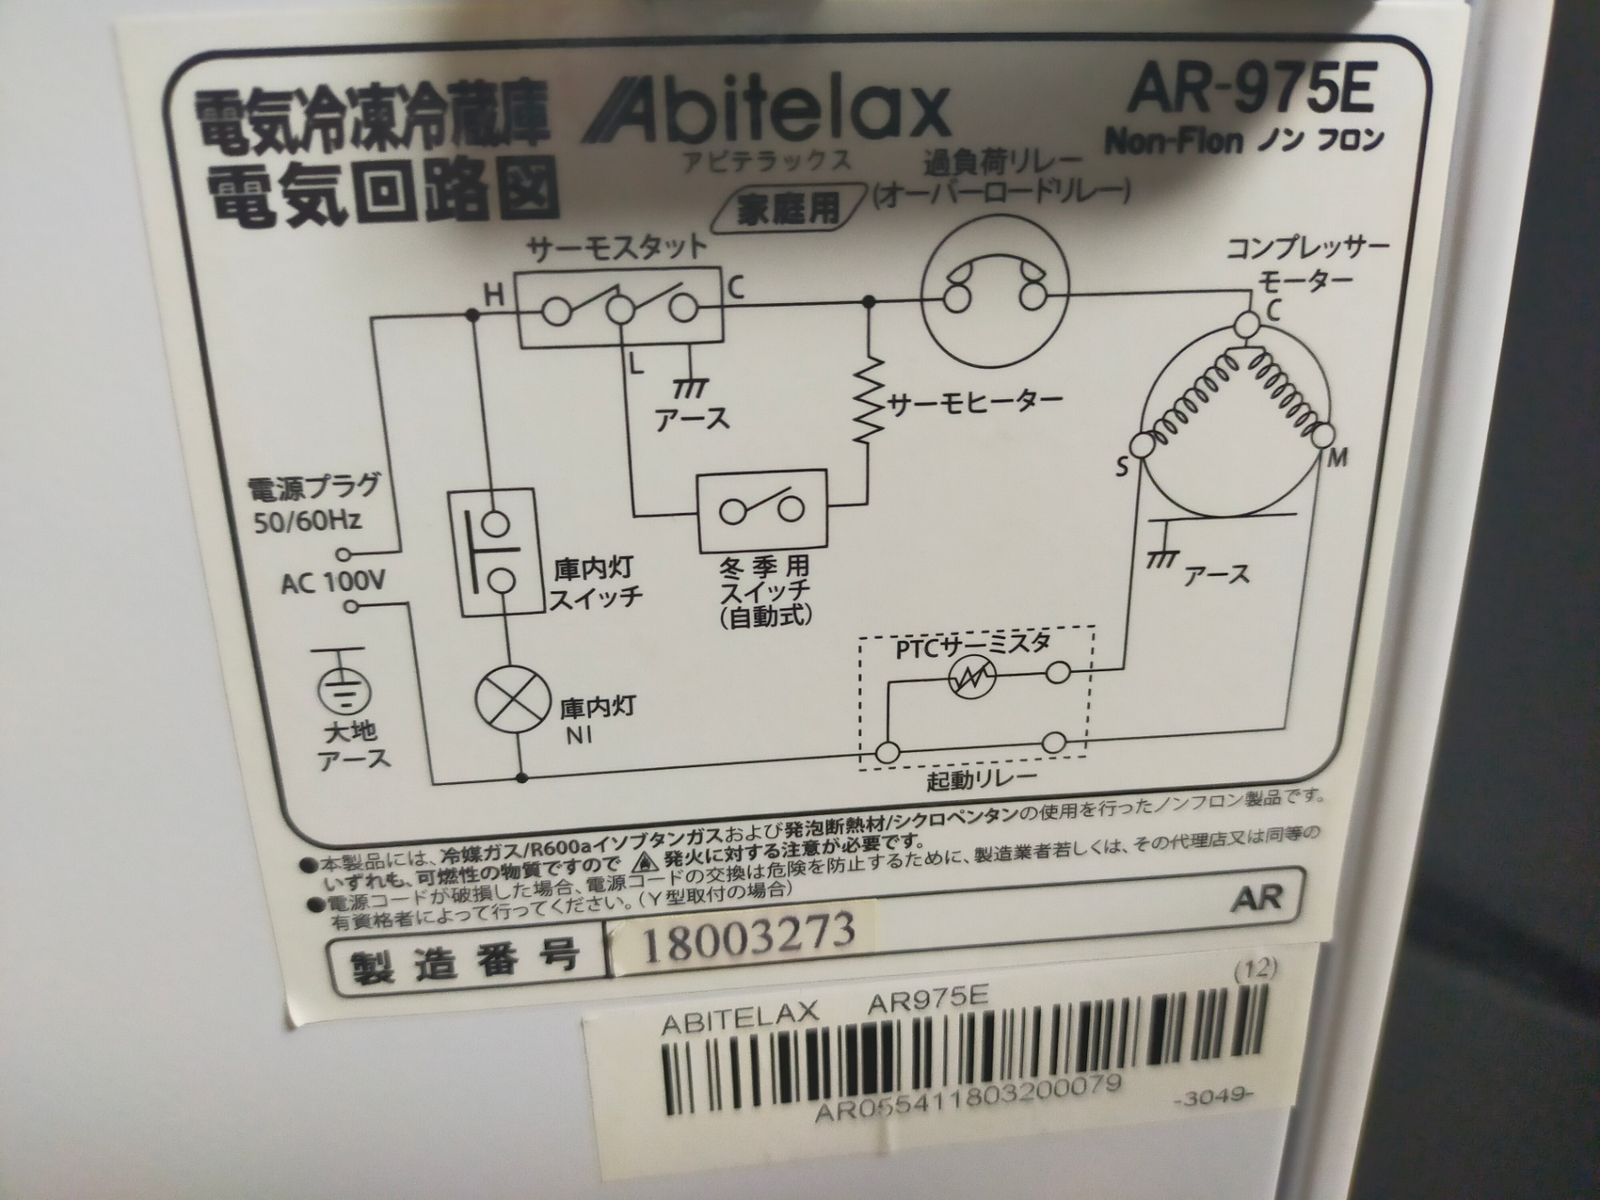 電気冷凍冷蔵庫
電気回路図
Abitelax
アビテラックス
家庭用
AR-975E
Non-Flon ノン フロン
過負荷リレー
(オーバーロードリレー)
サーモスタット
H
C
L
アース
コンプレッサー
モーター
C
S
M
アース
サーモヒーター
電源プラグ
50/60Hz
AC 100V
大地
アース
庫内灯
スイッチ
庫内灯
NI
冬季用
スイッチ
(自動式)
PTCサーミスタ
起動リレー
●本製品には、冷媒ガス/R600aイソブタンガスおよび発泡断熱材/シクロペンタンの使用を行ったノンフロン製品です。
いずれも、可燃性の物質ですので 発火に対する注意が必要です。
●電源コードが破損した場合、電源コードの交換は危険を防止するために、製造業者若しくは、その代理店又は同等の
有資格者によって行ってください。(Y型取付の場合)
製造番号 18003273 AR
(12)
ABITELAX AR975E
AR055411803200079
-3049-